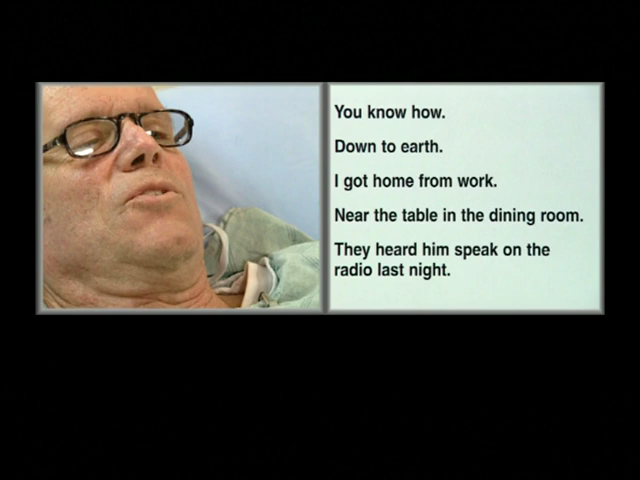 You know how.
Down to earth.
I got home from work.
Near the table in the dining room.
They heard him speak on the
radio last night.